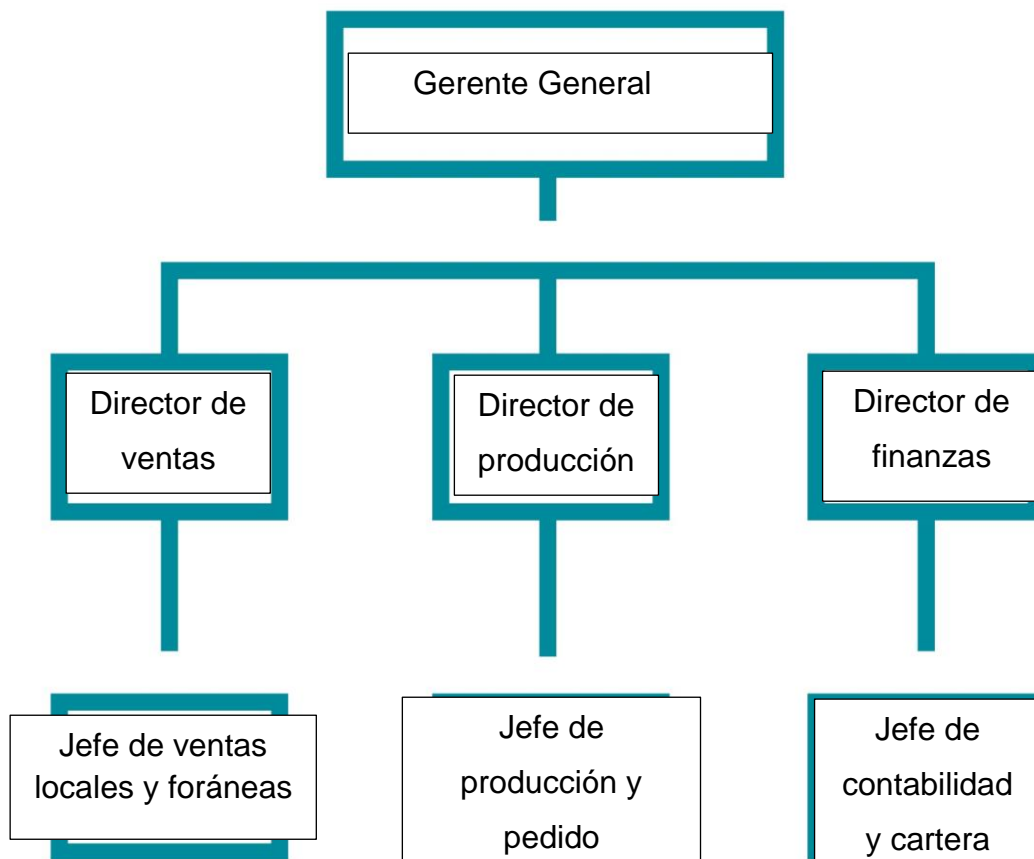 Gerente General
Director de
ventas
Director de
producción
Director de
finanzas
Jefe de ventas
locales y foráneas
Jefe de
producción y
pedido
Jefe de
contabilidad
y cartera